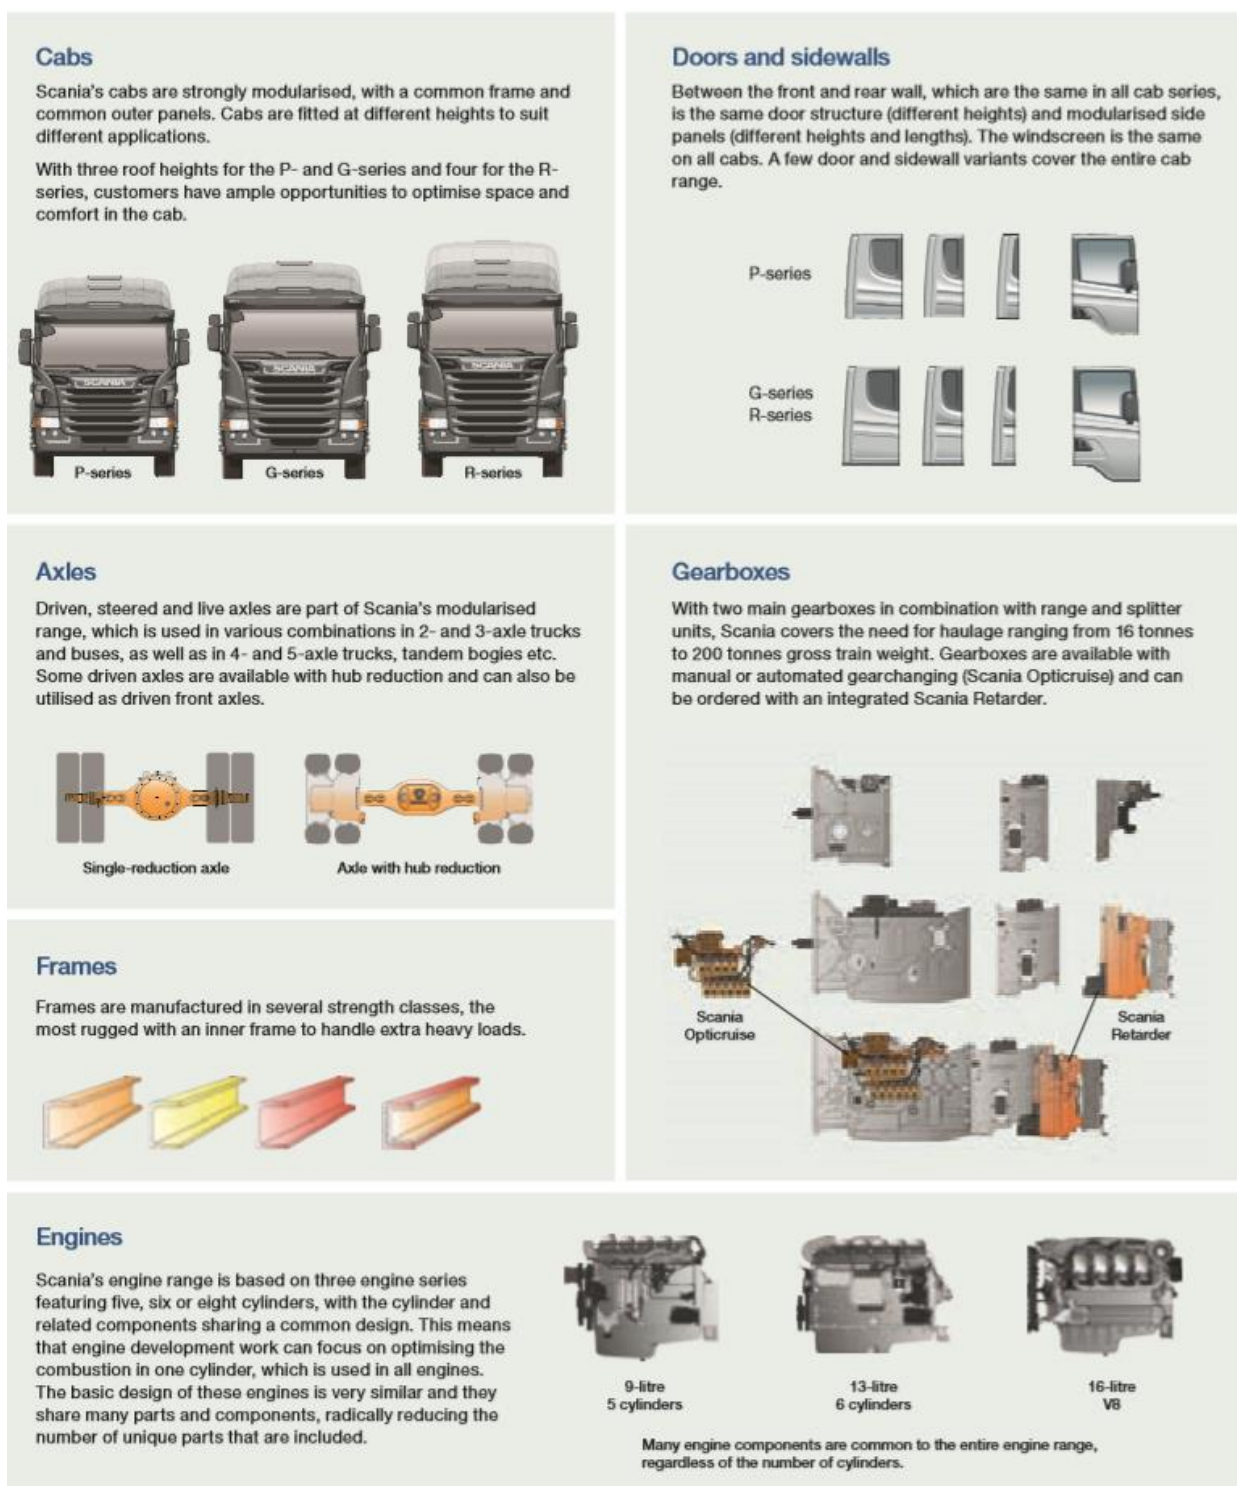 Cabs
Scania's cabs are strongly modularised, with a common frame and
common outer panels. Cabs are fitted at different heights to suit
different applications.
With three roof heights for the P- and G-series and four for the R-
series, customers have ample opportunities to optimise space and
comfort in the cab.
SCANIA
SCANIA
SCANIA
P-series
G-series
R-series
Doors and sidewalls
Between the front and rear wall, which are the same in all cab series,
is the same door structure (different heights) and modularised side
panels (different heights and lengths). The windscreen is the same
on all cabs. A few door and sidewall variants cover the entire cab
range.
P-series
G-series
R-series
Axles
Driven, steered and live axles are part of Scania's modularised
range, which is used in various combinations in 2- and 3-axle trucks
and buses, as well as in 4- and 5-axle trucks, tandem bogies etc.
Some driven axles are available with hub reduction and can also be
utilised as driven front axles.
Single-reduction axle
Axle with hub reduction
Gearboxes
With two main gearboxes in combination with range and splitter
units, Scania covers the need for haulage ranging from 16 tonnes
to 200 tonnes gross train weight. Gearboxes are available with
manual or automated gearchanging (Scania Opticruise) and can
be ordered with an integrated Scania Retarder.
Scania
Opticruise
Scania
Retarder
Frames
Frames are manufactured in several strength classes, the
most rugged with an inner frame to handle extra heavy loads.
Engines
Scania's engine range is based on three engine series
featuring five, six or eight cylinders, with the cylinder and
related components sharing a common design. This means
that engine development work can focus on optimising the
combustion in one cylinder, which is used in all engines.
The basic design of these engines is very similar and they
share many parts and components, radically reducing the
number of unique parts that are included.
9-litre
5 cylinders
13-litre
6 cylinders
16-litre
V8
Many engine components are common to the entire engine range,
regardless of the number of cylinders.